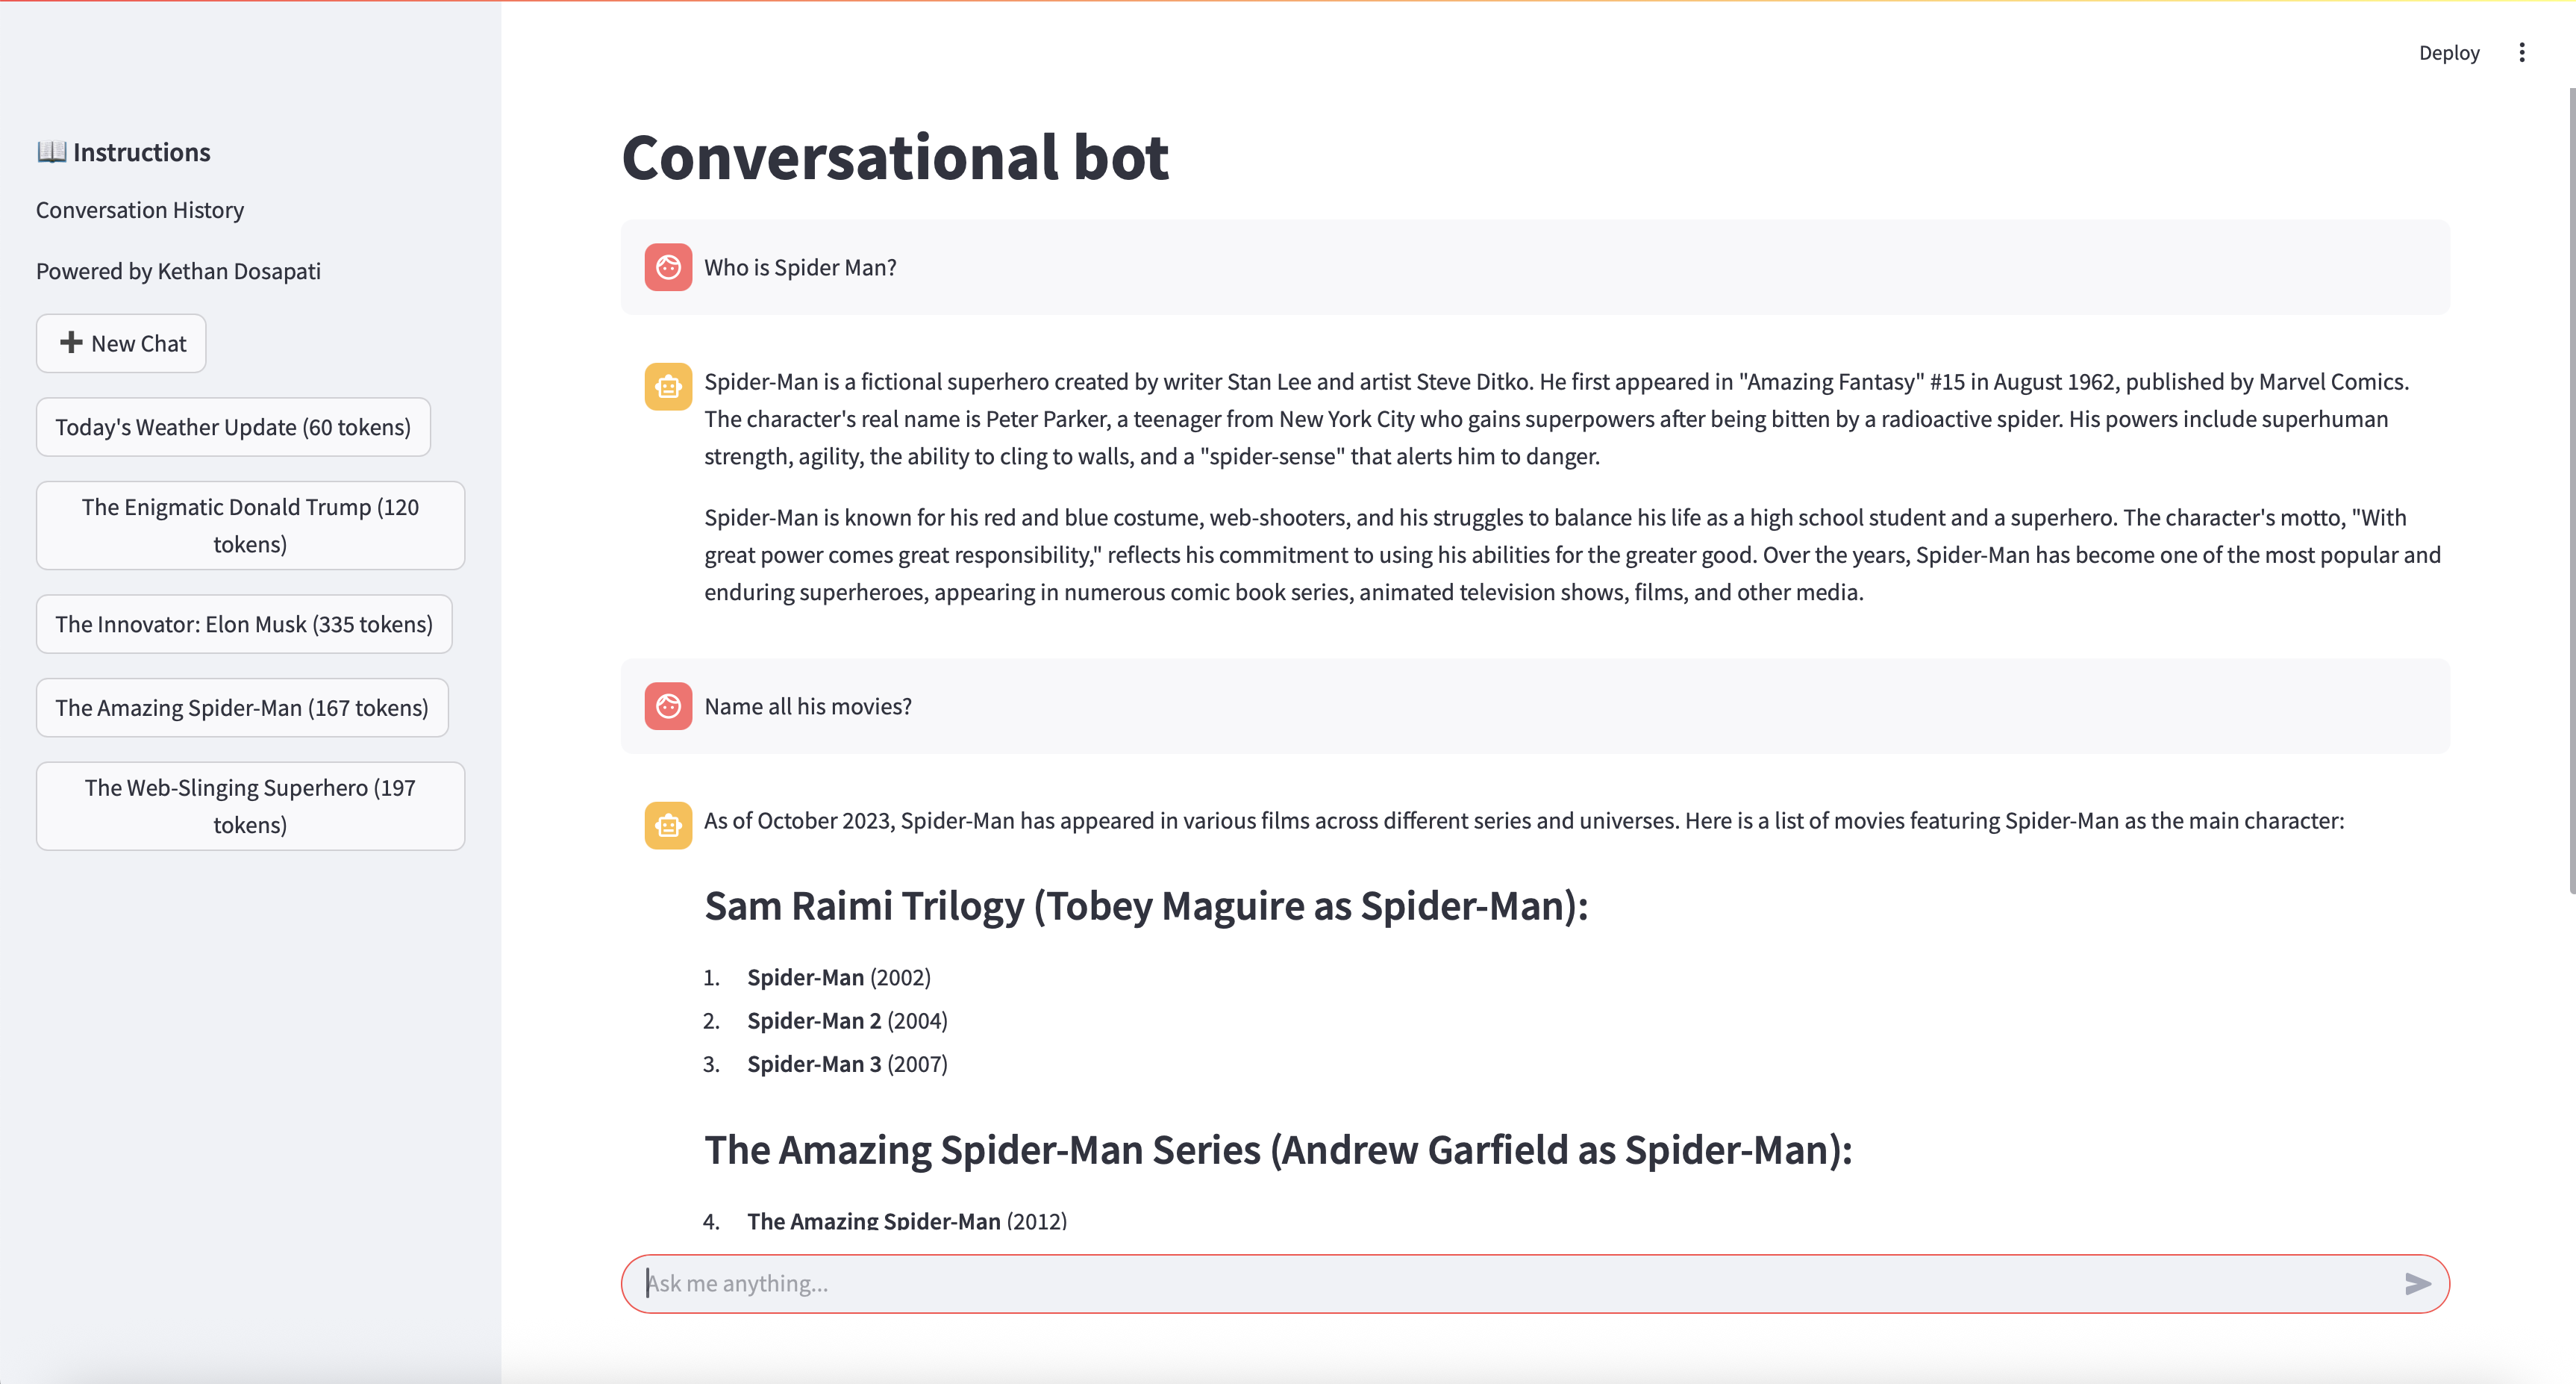 Deploy
📖 Instructions
Conversation History
Powered by Kethan Dosapati
➕ New Chat
Today's Weather Update (60 tokens)
The Enigmatic Donald Trump (120
tokens)
The Innovator: Elon Musk (335 tokens)
The Amazing Spider-Man (167 tokens)
The Web-Slinging Superhero (197
tokens)
Conversational bot
Who is Spider Man?
Spider-Man is a fictional superhero created by writer Stan Lee and artist Steve Ditko. He first appeared in "Amazing Fantasy" #15 in August 1962, published by Marvel Comics.
The character's real name is Peter Parker, a teenager from New York City who gains superpowers after being bitten by a radioactive spider. His powers include superhuman
strength, agility, the ability to cling to walls, and a "spider-sense" that alerts him to danger.
Spider-Man is known for his red and blue costume, web-shooters, and his struggles to balance his life as a high school student and a superhero. The character's motto, "With
great power comes great responsibility," reflects his commitment to using his abilities for the greater good. Over the years, Spider-Man has become one of the most popular and
enduring superheroes, appearing in numerous comic book series, animated television shows, films, and other media.
Name all his movies?
As of October 2023, Spider-Man has appeared in various films across different series and universes. Here is a list of movies featuring Spider-Man as the main character:
Sam Raimi Trilogy (Tobey Maguire as Spider-Man):
1. Spider-Man (2002)
2. Spider-Man 2 (2004)
3. Spider-Man 3 (2007)
The Amazing Spider-Man Series (Andrew Garfield as Spider-Man):
4. The Amazing Spider-Man (2012)
Ask me anything...